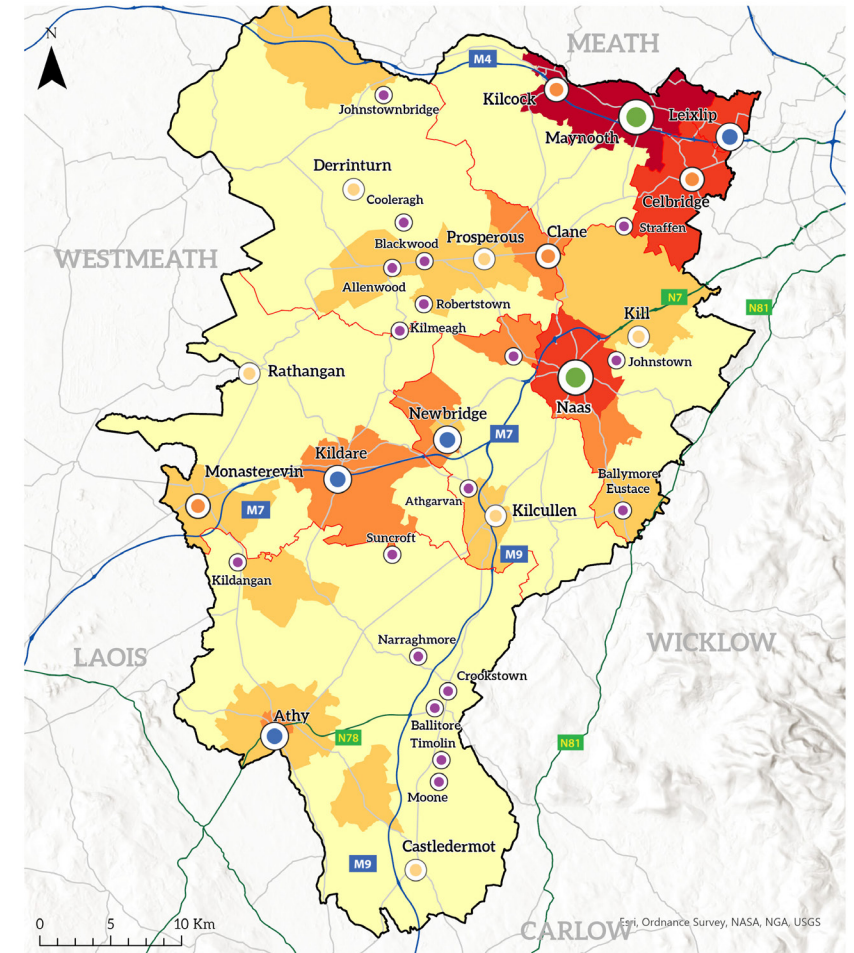 N
MEATH
M4
Kilcock
Leixlip
Johnstownbridge
Maynooth
Derrinturn
Celbridge
Cooleragh
Straffen
Clane
Prosperous
Blackwood
WESTMEATH
Allenwood
N7
Robertstown
N81
Kill
Kilmeagh
Johnstown
Rathangan
Naas
Newbridge
M7
Kildare
Monasterevin
Ballymore
Eustace
Athgarvan
M7
Kilcullen
Suncroft
M9
Kildangan
Narraghmore
WICKLOW
LAOIS
Crookstown
Athy
Ballitore
N78
Timolin
N81
Moone
Castledermot
M9
0 5 10 Km
Esri, Ordnance Survey, NASA, NGA, USGS
CARLOW